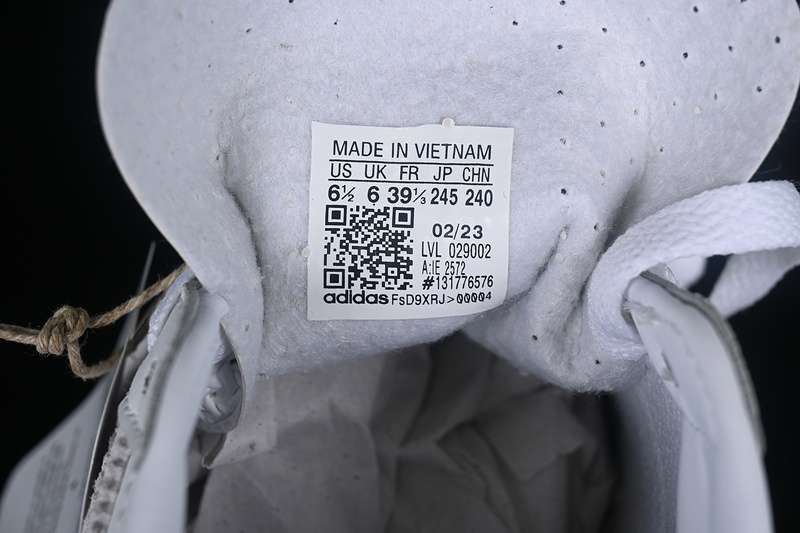 MADE IN VIETNAM
US UK FR JP CHN
6½ 6 39⅓ 245 240
02/23
LVL 029002
A:IE 2572
#131776576
adidas FsD9XRJ>00004